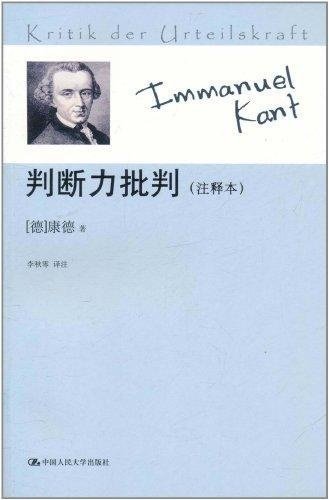 Kritik der Urteilskraft
Immanuel
Kant
判断力批判(注释本)
[德]康德 著
李秋零 译注
中国人民大学出版社